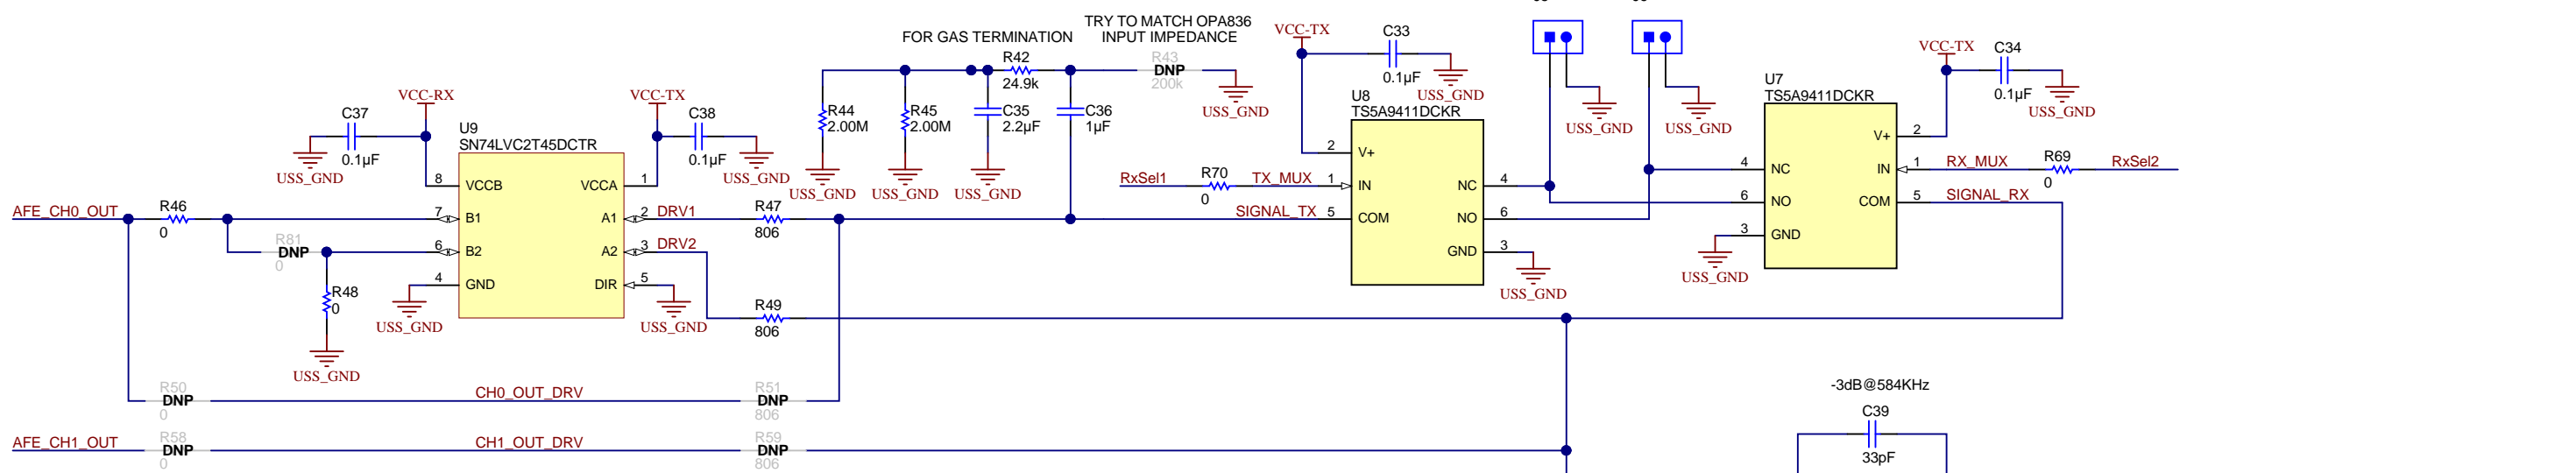 TRY TO MATCH OPA836
INPUT IMPEDANCE
FOR GAS TERMINATION
VCC-TX
C33
0.1µF
USS_GND
R42
24.9k
R43
DNP
200k
USS_GND
USS_GND
USS_GND
VCC-TX
C34
0.1µF
USS_GND
VCC-RX
C37
0.1µF
USS_GND
VCC-TX
C38
0.1µF
USS_GND
R44
2.00M
USS_GND
R45
2.00M
USS_GND
C35
2.2µF
USS_GND
C36
1µF
U9
SN74LVC2T45DCTR
8 VCCB VCCA 1
7 B1 A1 2 DRV1
6 B2 A2 3 DRV2
4 GND DIR 5
USS_GND
USS_GND
AFE_CH0_OUT
R46
0
R81
DNP
0
R48
0
USS_GND
R47
806
R49
806
U8
TS5A9411DCKR
2 V+
RxSel1 R70 TX_MUX 1 IN NC 4
0
SIGNAL_TX 5 COM NO 6
GND 3
USS_GND
U7
TS5A9411DCKR
V+ 2
4 NC IN 1 RX_MUX R69 RxSel2
0
6 NO COM 5 SIGNAL_RX
3 GND
USS_GND
R50
DNP
0
CH0_OUT_DRV
R51
DNP
806
AFE_CH1_OUT
R58
DNP
0
CH1_OUT_DRV
R59
DNP
806
-3dB@584KHz
C39
33pF